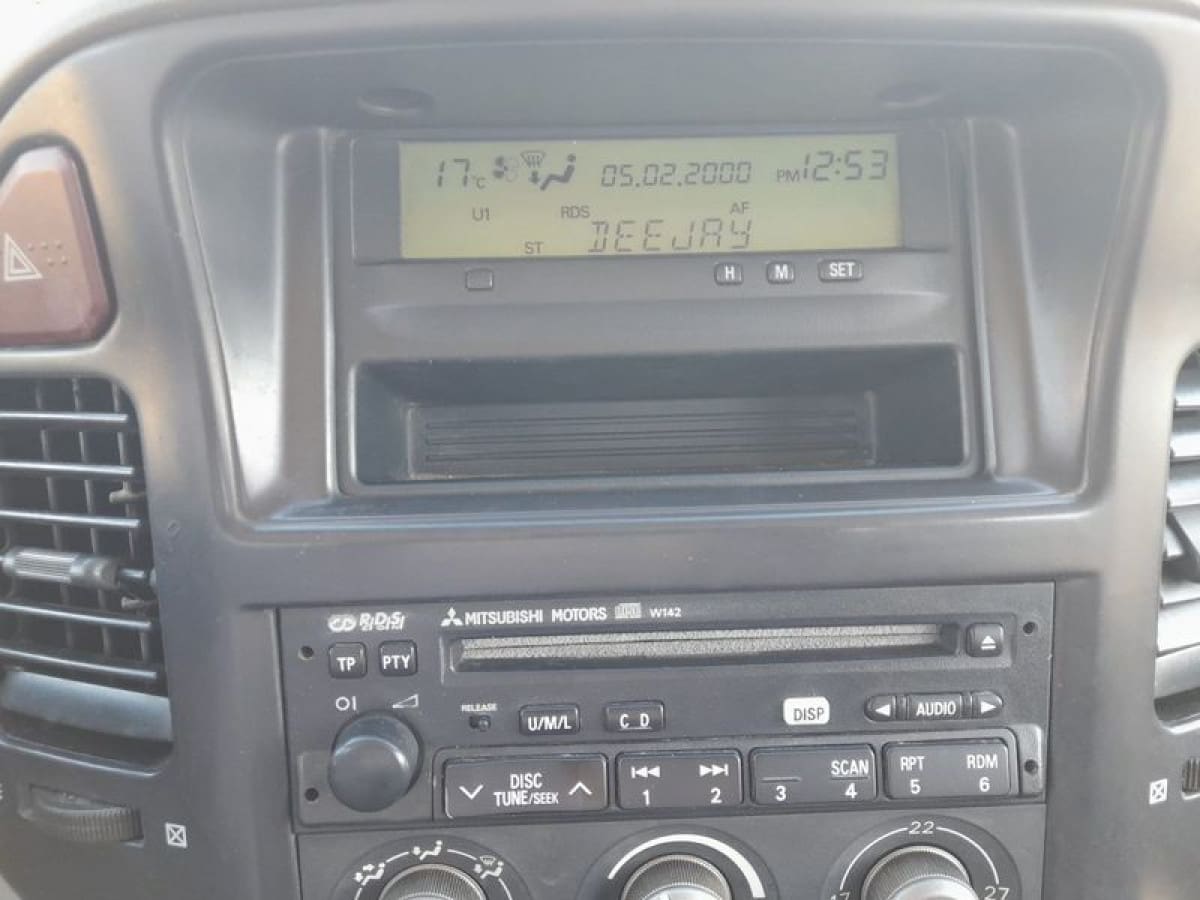 17°C 05.02.2000 PM 12:53
U1 RDS AF
ST DEEJAY
H M SET
MITSUBISHI MOTORS W142
TP PTY
RELEASE
U/M/L CD DISP AUDIO
DISC SCAN RPT RDM
TUNE/SEEK 1 2 3 4 5 6
22
27